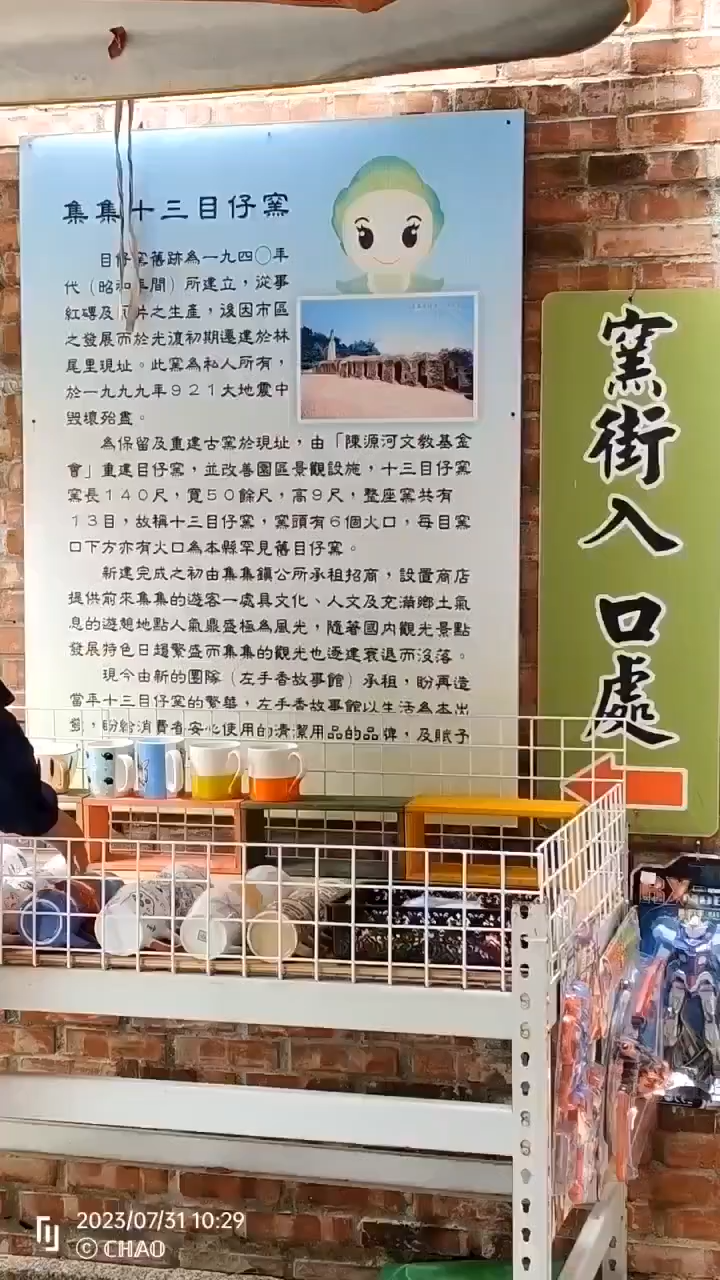 集集十三目仔窯
目仔窯舊跡為一九四〇年
代（昭和年間）所建立，從事
紅磚及瓦片之生產，後因市區
之發展而於光復初期遷建於林
尾里現址。此窯為私人所有，
於一九九九年９２１大地震中
毀壞殆盡。
為保留及重建古窯於現址，由「陳源河文教基金
會」重建目仔窯，並改善園區景觀設施，十三目仔窯
窯長１４０尺，寬５０餘尺，高９尺，整座窯共有
１３目，故稱十三目仔窯，窯頭有６個火口，每目窯
口下方亦有火口為本縣罕見舊目仔窯。
新建完成之初由集集鎮公所承租招商，設置商店
提供前來集集的遊客一處具文化、人文及充滿鄉土氣
息的遊憩地點人氣鼎盛極為風光，隨著國內觀光景點
發展特色日趨繁盛而集集的觀光也逐建衰退而沒落。
現今由新的團隊（左手香故事館）承租，盼再造
當年十三目仔窯的繁華，左手香故事館以生活為本出
發，盼給消費者安心使用的清潔用品的品牌，及賦予
窯街入口處
2023/07/31 10:29
© CHAO